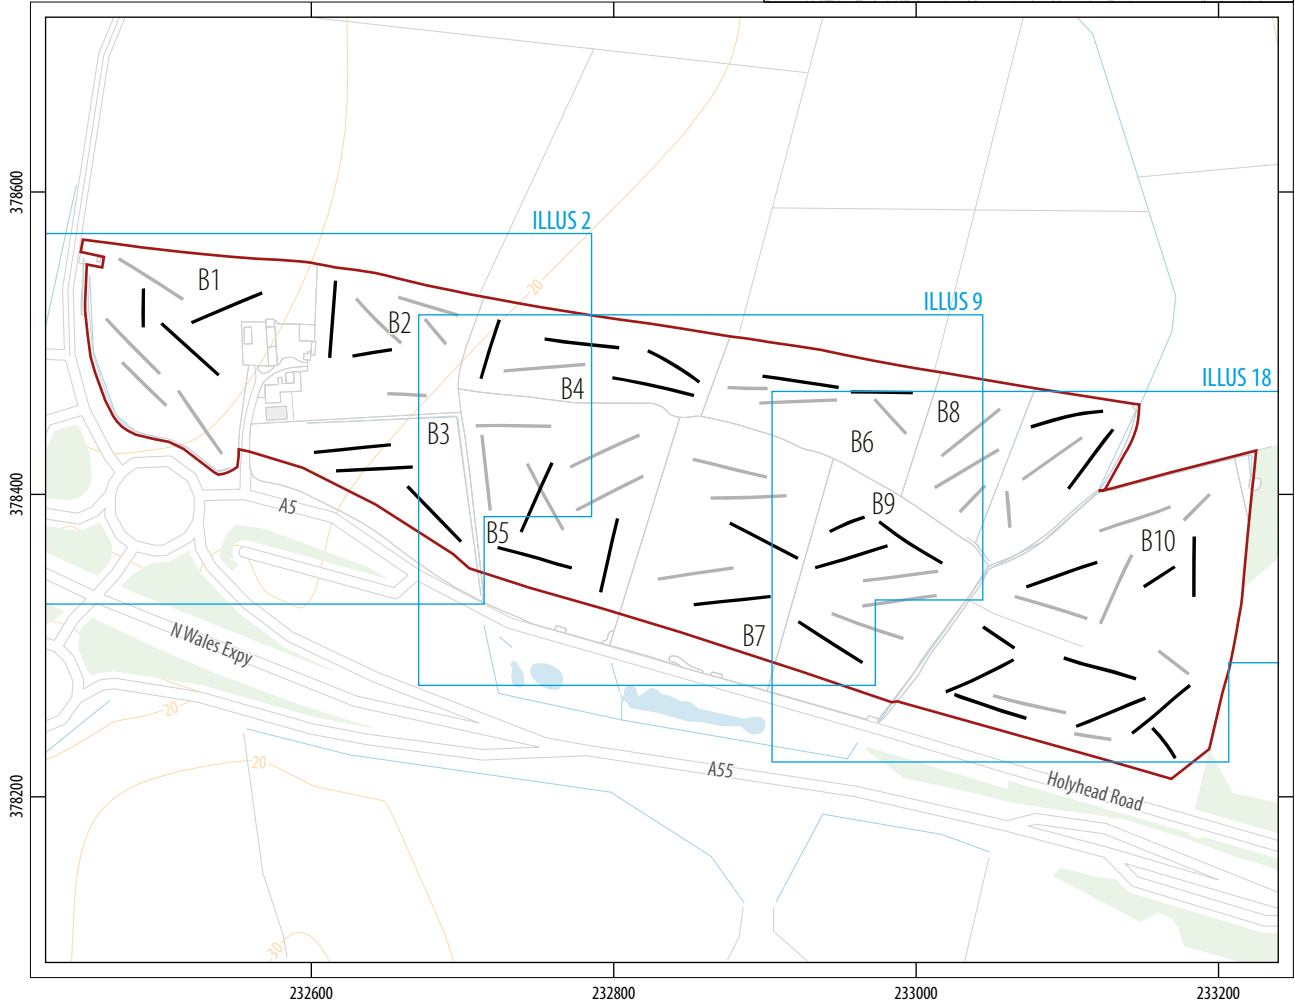 378600
ILLUS 2
B1
20
ILLUS 9
B2
ILLUS 18
B4
B8
B3
B6
378400
A5
B9
B5
B10
N Wales Expy
B7
20
20
A55
Holyhead Road
378200
30
232600
232800
233000
233200